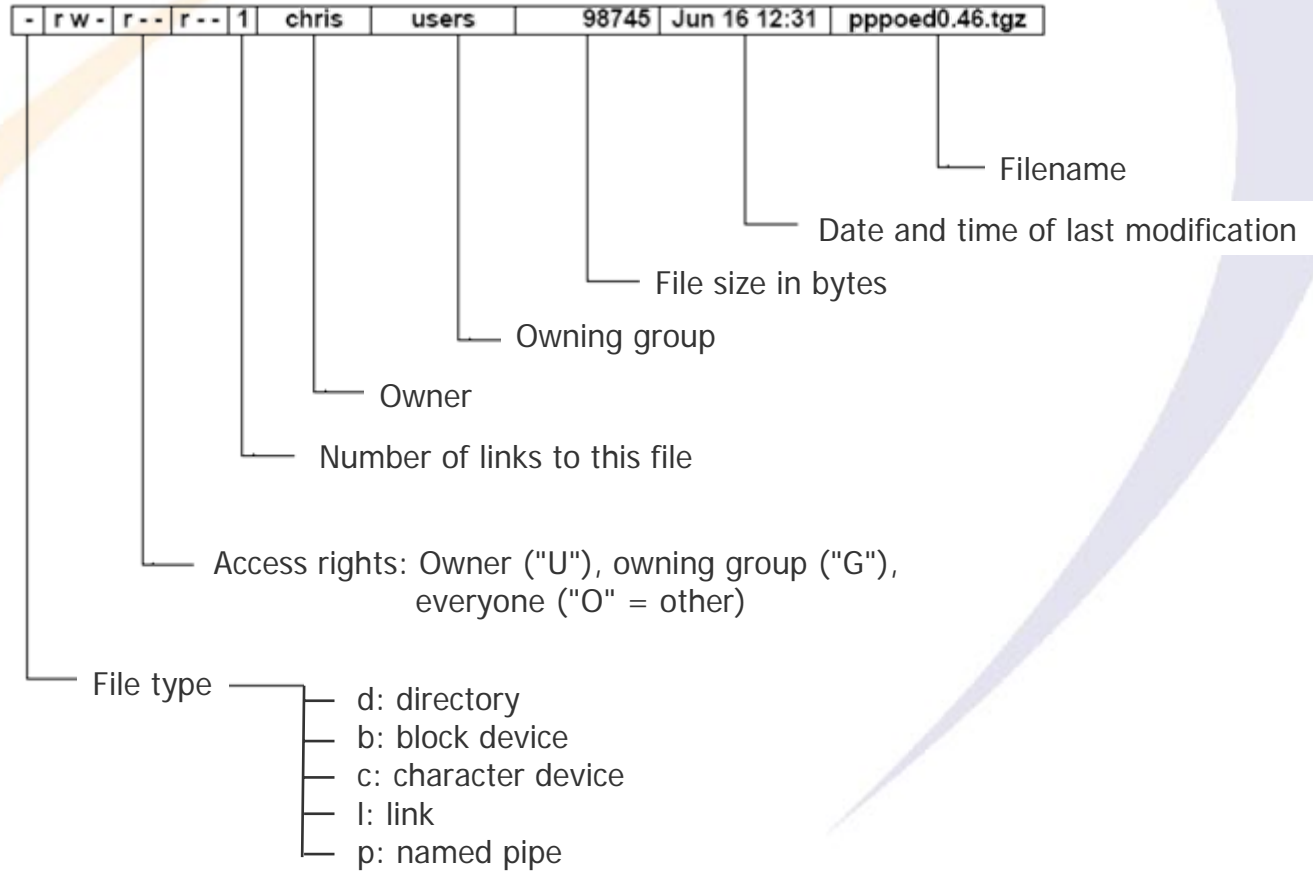 - rw- r-- r-- 1 chris users 98745 Jun 16 12:31 pppoed0.46.tgz
Filename
Date and time of last modification
File size in bytes
Owning group
Owner
Number of links to this file
Access rights: Owner ("U"), owning group ("G"),
everyone ("O" = other)
File type
d: directory
b: block device
c: character device
l: link
p: named pipe